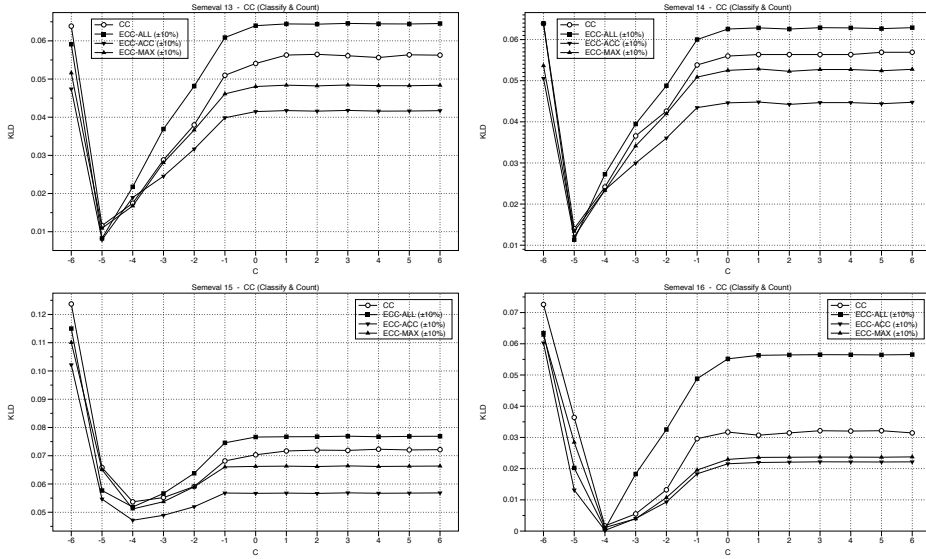 Semeval 13 - CC (Classify & Count)
CC
ECC-ALL (±10%)
ECC-ACC (±10%)
ECC-MAX (±10%)
KLD
0.06
0.05
0.04
0.03
0.02
0.01
-6 -5 -4 -3 -2 -1 0 1 2 3 4 5 6
C
Semeval 14 - CC (Classify & Count)
CC
ECC-ALL (±10%)
ECC-ACC (±10%)
ECC-MAX (±10%)
KLD
0.06
0.05
0.04
0.03
0.02
0.01
-6 -5 -4 -3 -2 -1 0 1 2 3 4 5 6
C
Semeval 15 - CC (Classify & Count)
CC
ECC-ALL (±10%)
ECC-ACC (±10%)
ECC-MAX (±10%)
KLD
0.12
0.11
0.10
0.09
0.08
0.07
0.06
0.05
-6 -5 -4 -3 -2 -1 0 1 2 3 4 5 6
C
Semeval 16 - CC (Classify & Count)
CC
ECC-ALL (±10%)
ECC-ACC (±10%)
ECC-MAX (±10%)
KLD
0.07
0.06
0.05
0.04
0.03
0.02
0.01
0
-6 -5 -4 -3 -2 -1 0 1 2 3 4 5 6
C